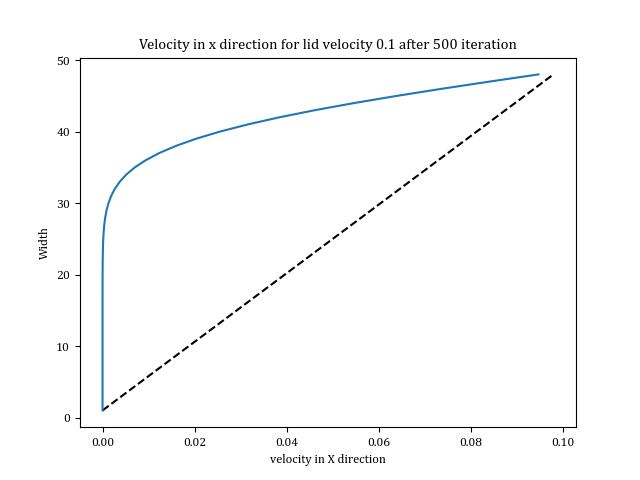 Velocity in x direction for lid velocity 0.1 after 500 iteration
50
40
30
20
10
0
Width
0.00 0.02 0.04 0.06 0.08 0.10
velocity in X direction